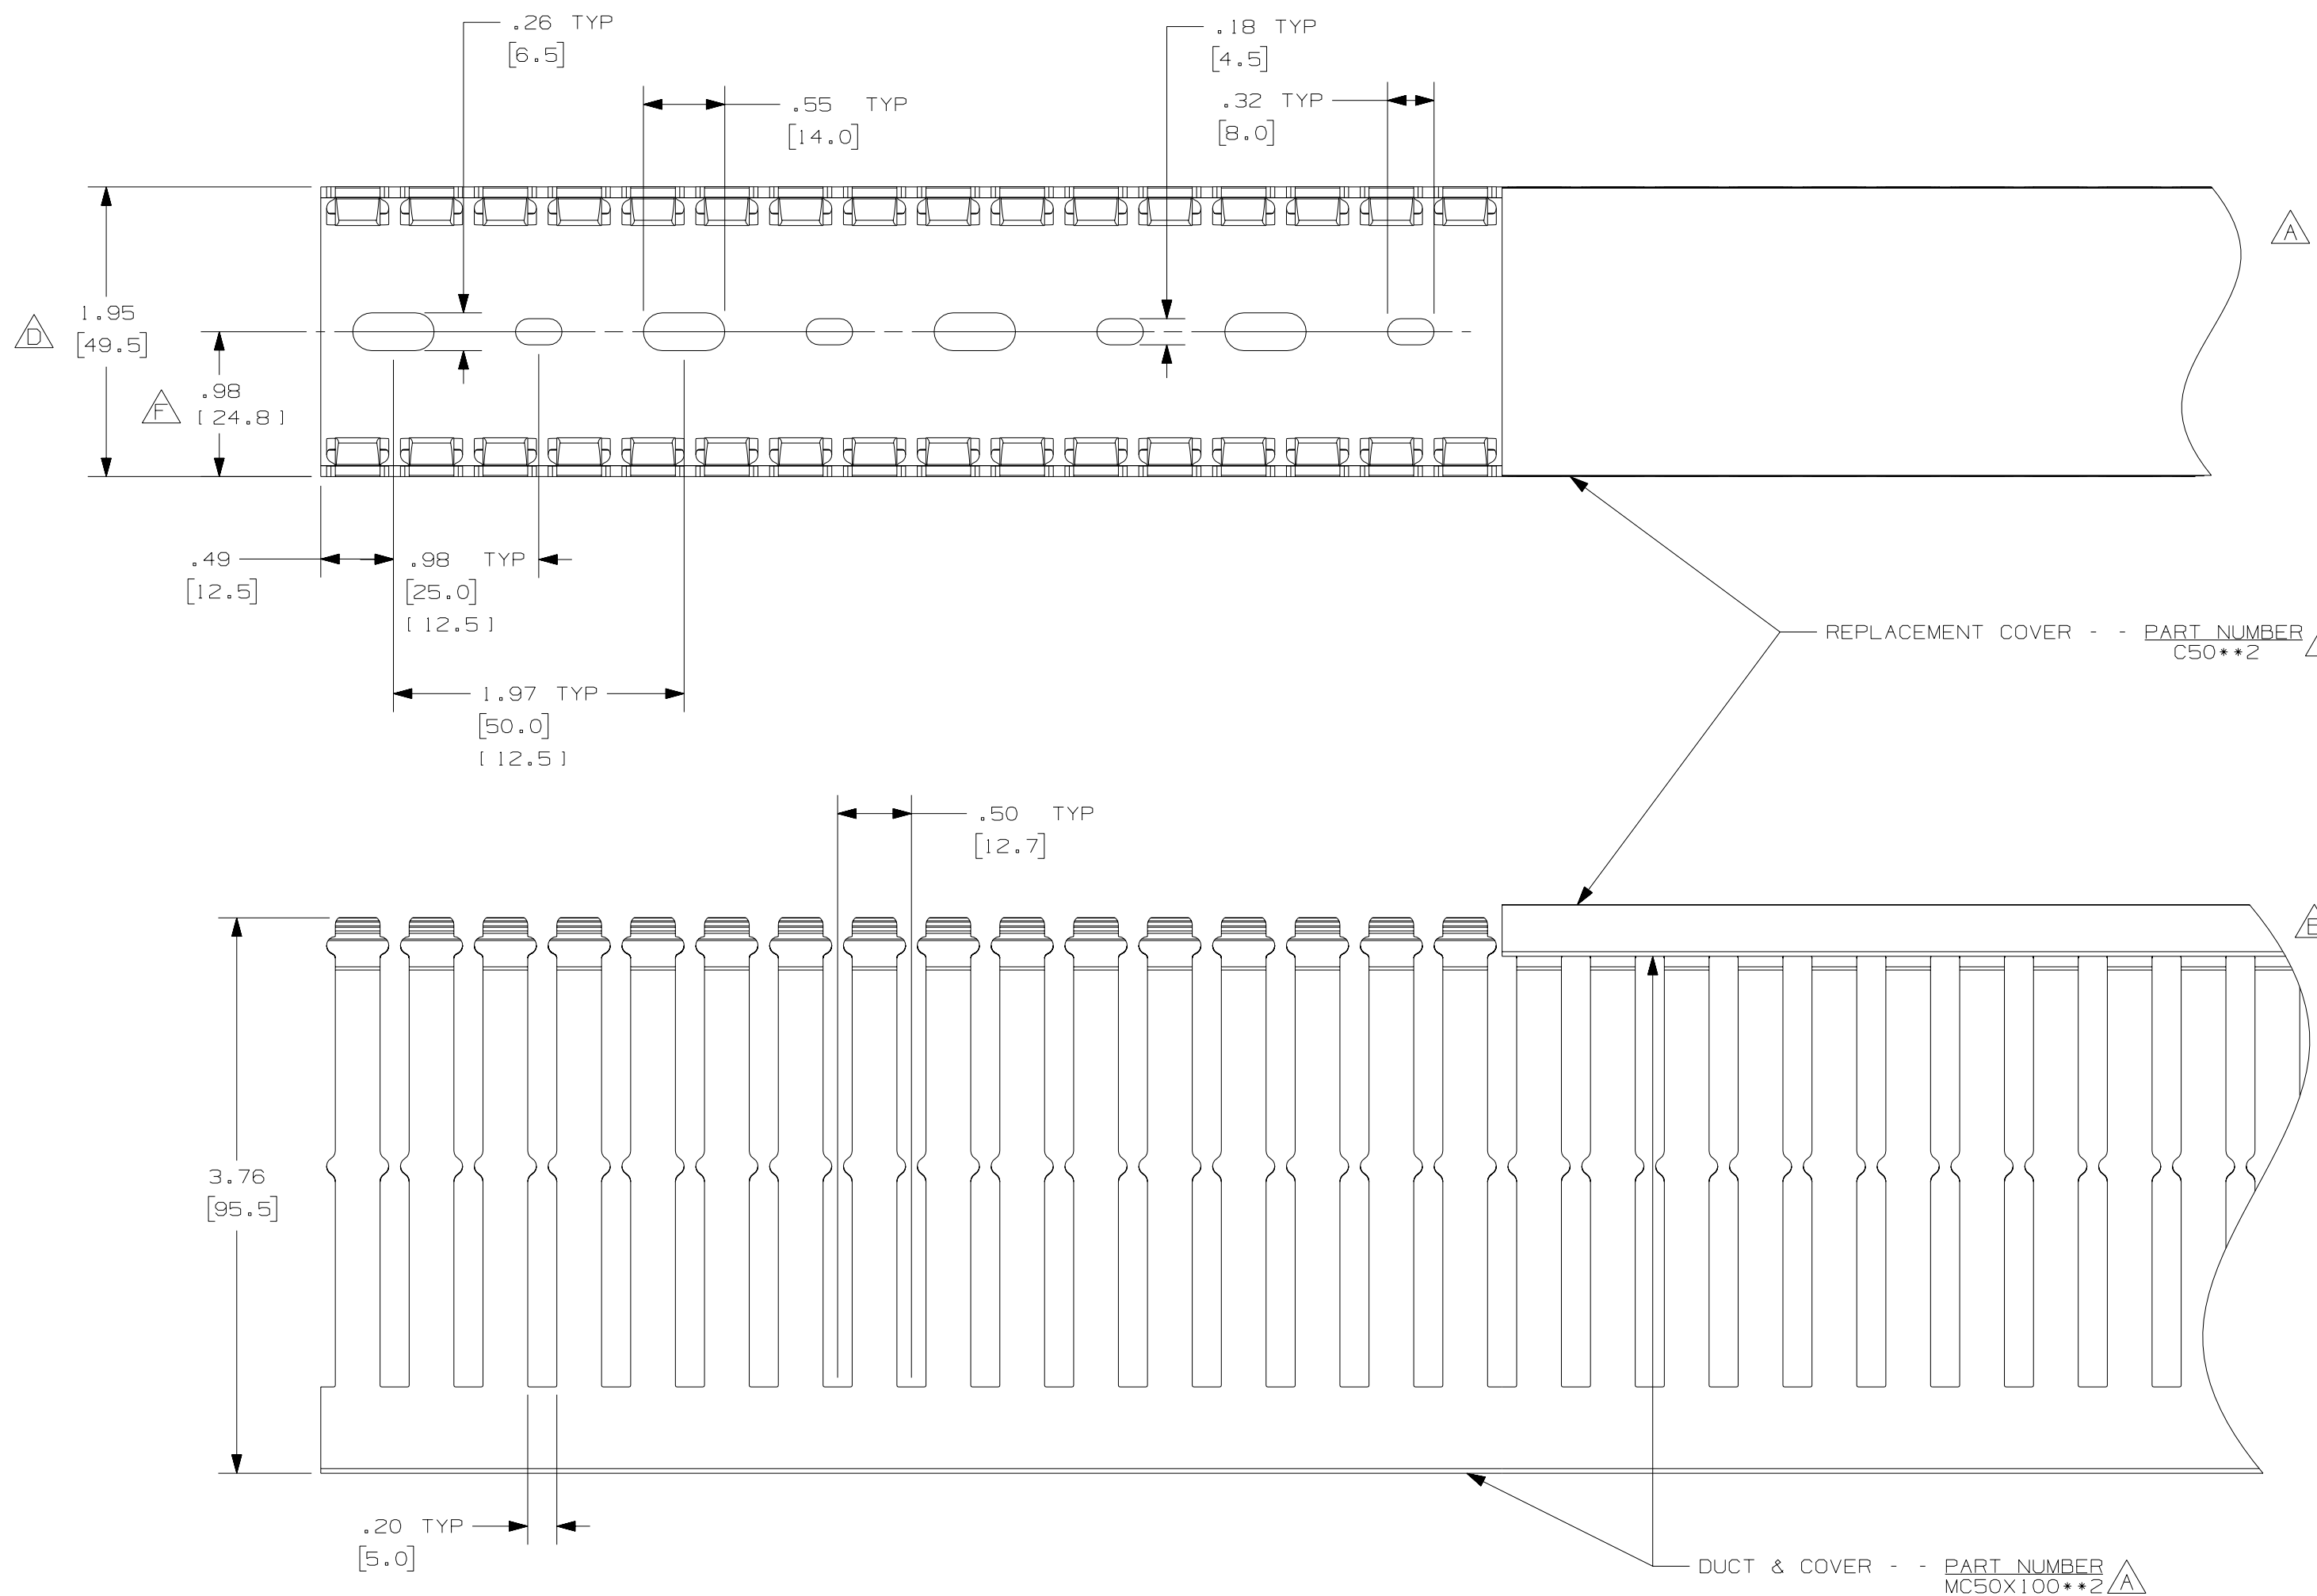 .26 TYP
[6.5]
.18 TYP
[4.5]
.55 TYP
[14.0]
.32 TYP
[8.0]
A
D
1.95
[49.5]
F
.98
[24.8]
.49
[12.5]
.98 TYP
[25.0]
[12.5]
REPLACEMENT COVER - - PART NUMBER
C50**2
1.97 TYP
[50.0]
[12.5]
.50 TYP
[12.7]
3.76
[95.5]
.20 TYP
[5.0]
DUCT & COVER - - PART NUMBER
MC50X100**2 A